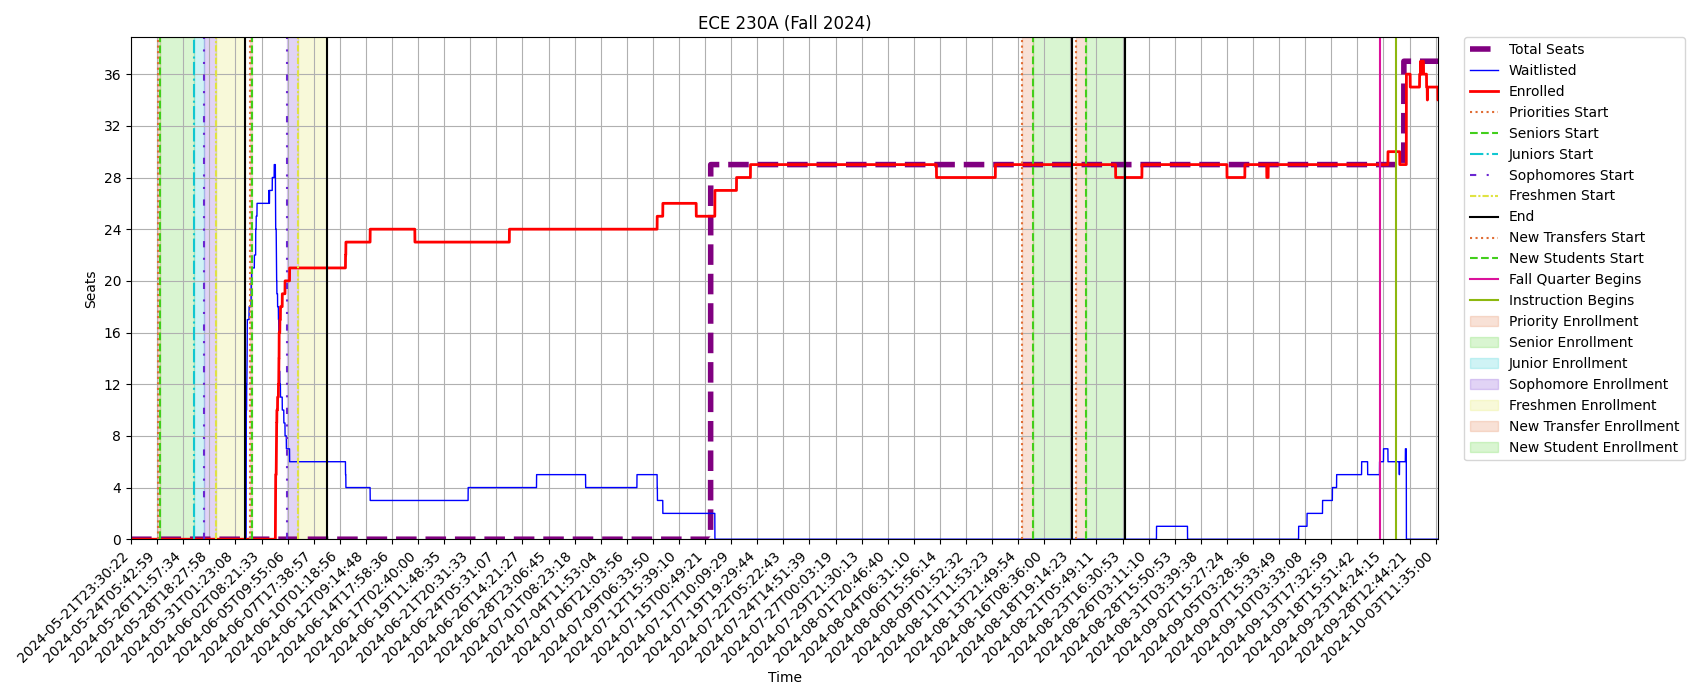 ECE 230A (Fall 2024)
Seats
36
32
28
24
20
16
12
8
4
0
2024-05-21T23:30:22
2024-05-24T05:42:59
2024-05-26T11:57:34
2024-05-28T18:27:58
2024-05-31T01:23:08
2024-06-02T08:21:35
2024-06-05T09:55:06
2024-06-07T17:38:57
2024-06-10T01:18:56
2024-06-12T09:14:48
2024-06-14T17:58:36
2024-06-17T02:40:00
2024-06-19T11:48:35
2024-06-21T20:31:33
2024-06-24T05:31:07
2024-06-26T14:21:27
2024-06-28T23:06:45
2024-07-01T08:23:18
2024-07-04T11:53:04
2024-07-06T21:03:56
2024-07-09T06:33:50
2024-07-12T15:39:10
2024-07-15T00:49:21
2024-07-17T10:09:29
2024-07-19T19:29:44
2024-07-22T05:22:43
2024-07-24T14:51:39
2024-07-27T00:03:19
2024-07-29T21:30:13
2024-08-01T20:46:40
2024-08-04T06:31:10
2024-08-06T15:56:14
2024-08-09T01:52:32
2024-08-11T11:53:23
2024-08-13T21:49:54
2024-08-16T08:36:00
2024-08-18T19:14:23
2024-08-21T05:49:11
2024-08-23T16:30:53
2024-08-26T03:11:10
2024-08-28T15:50:53
2024-08-31T03:39:38
2024-09-02T15:27:24
2024-09-05T03:28:36
2024-09-07T15:33:49
2024-09-10T03:33:08
2024-09-13T17:32:59
2024-09-18T15:51:42
2024-09-23T14:24:15
2024-09-28T12:44:21
2024-10-03T11:35:00
Time
Total Seats
Waitlisted
Enrolled
Priorities Start
Seniors Start
Juniors Start
Sophomores Start
Freshmen Start
End
New Transfers Start
New Students Start
Fall Quarter Begins
Instruction Begins
Priority Enrollment
Senior Enrollment
Junior Enrollment
Sophomore Enrollment
Freshmen Enrollment
New Transfer Enrollment
New Student Enrollment